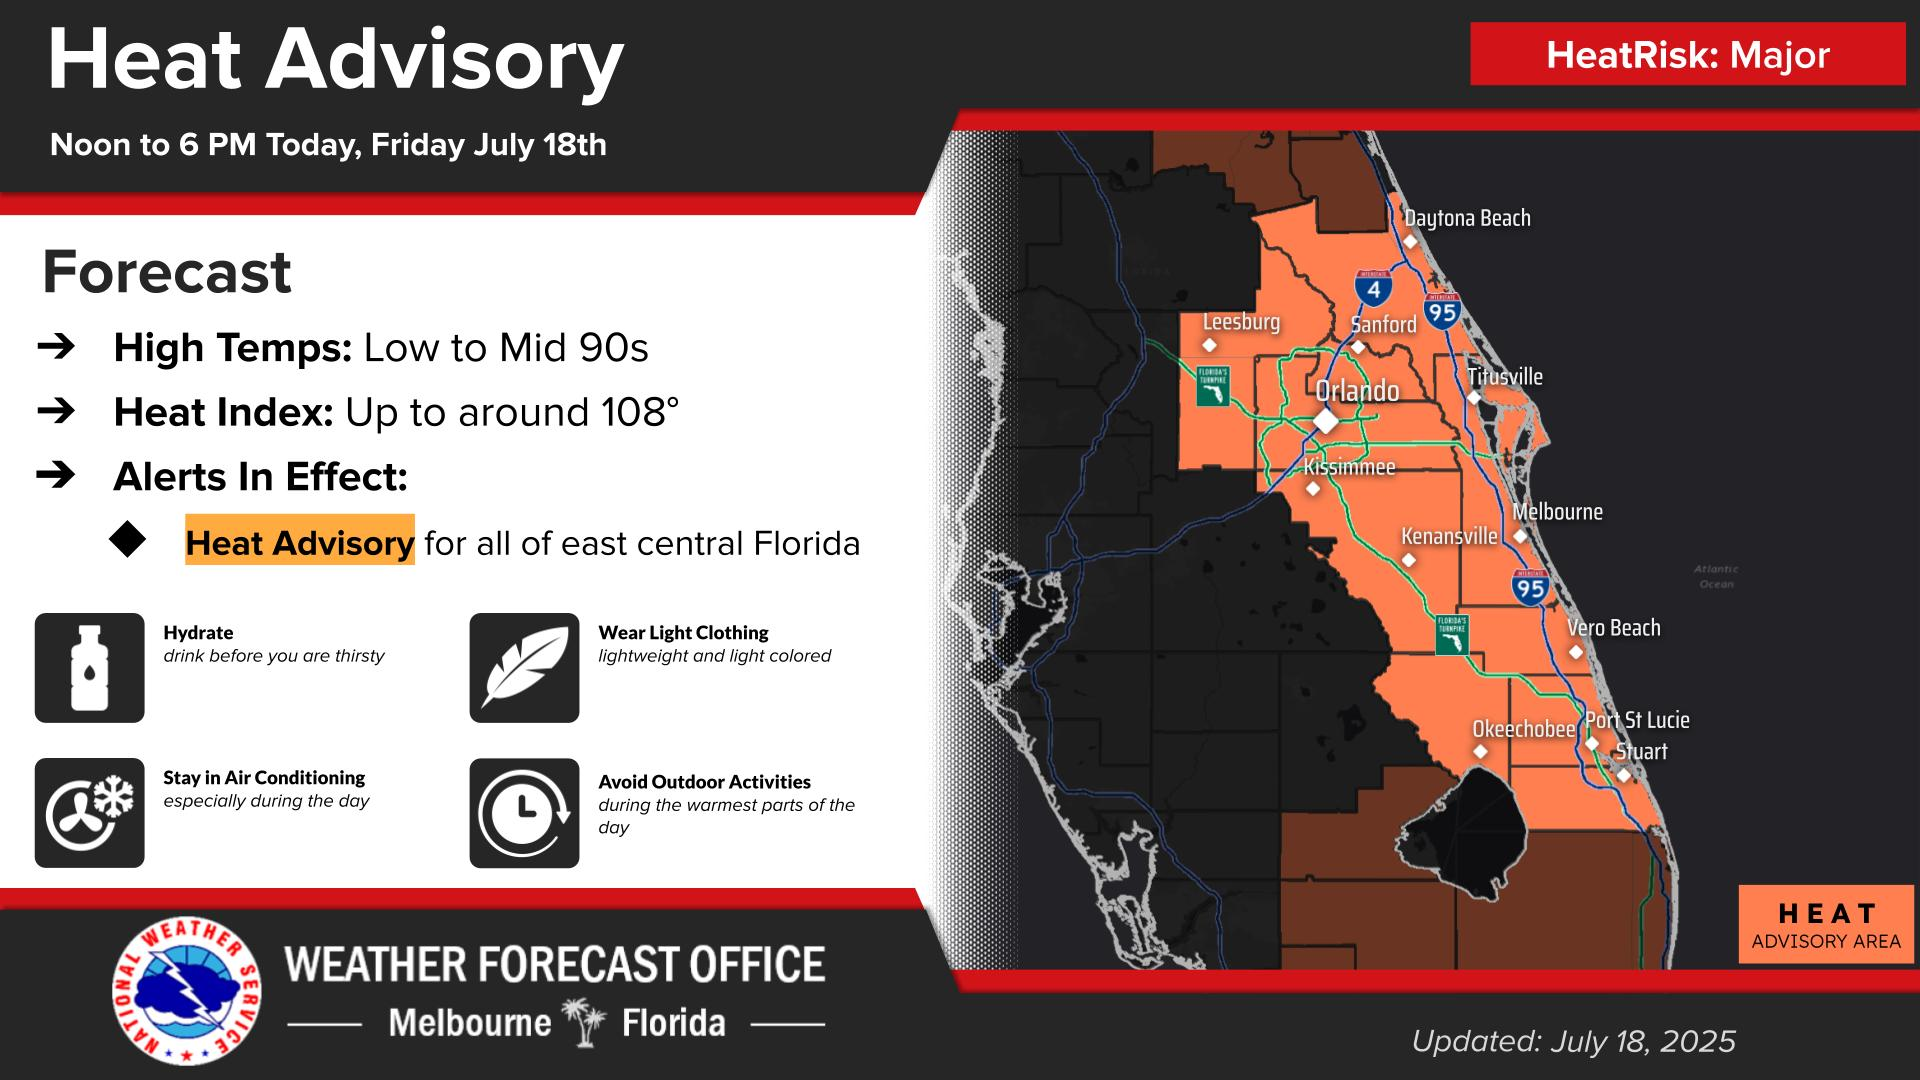 Heat Advisory
Noon to 6 PM Today, Friday July 18th
HeatRisk: Major
Forecast
➔ High Temps: Low to Mid 90s
➔ Heat Index: Up to around 108°
➔ Alerts In Effect:
◆ Heat Advisory for all of east central Florida
Hydrate
drink before you are thirsty
Wear Light Clothing
lightweight and light colored
Stay in Air Conditioning
especially during the day
Avoid Outdoor Activities
during the warmest parts of the
day
NATIONAL WEATHER SERVICE
WEATHER FORECAST OFFICE
Melbourne Florida
Daytona Beach
INTERSTATE
4
INTERSTATE
95
FLORIDA
Leesburg
Sanford
FLORIDA'S
TURNPIKE
Titusville
Orlando
Kissimmee
Melbourne
Kenansville
INTERSTATE
95
Atlantic
Ocean
FLORIDA'S
TURNPIKE
Vero Beach
Okeechobee
Port St Lucie
Stuart
HEAT
ADVISORY AREA
Updated: July 18, 2025